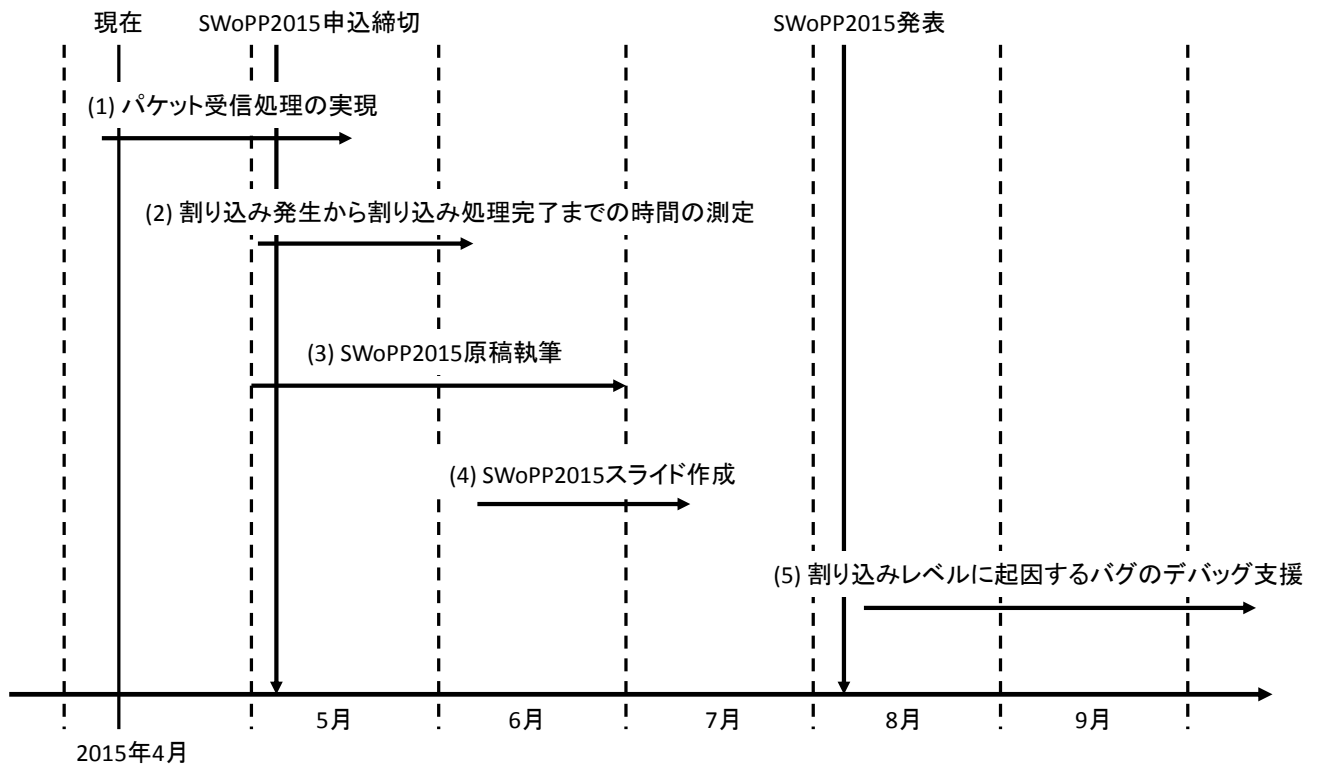 現在
SWoPP2015申込締切
SWoPP2015発表
(1) パケット受信処理の実現
(2) 割り込み発生から割り込み処理完了までの時間の測定
(3) SWoPP2015原稿執筆
(4) SWoPP2015スライド作成
(5) 割り込みレベルに起因するバグのデバッグ支援
5月
6月
7月
8月
9月
2015年4月